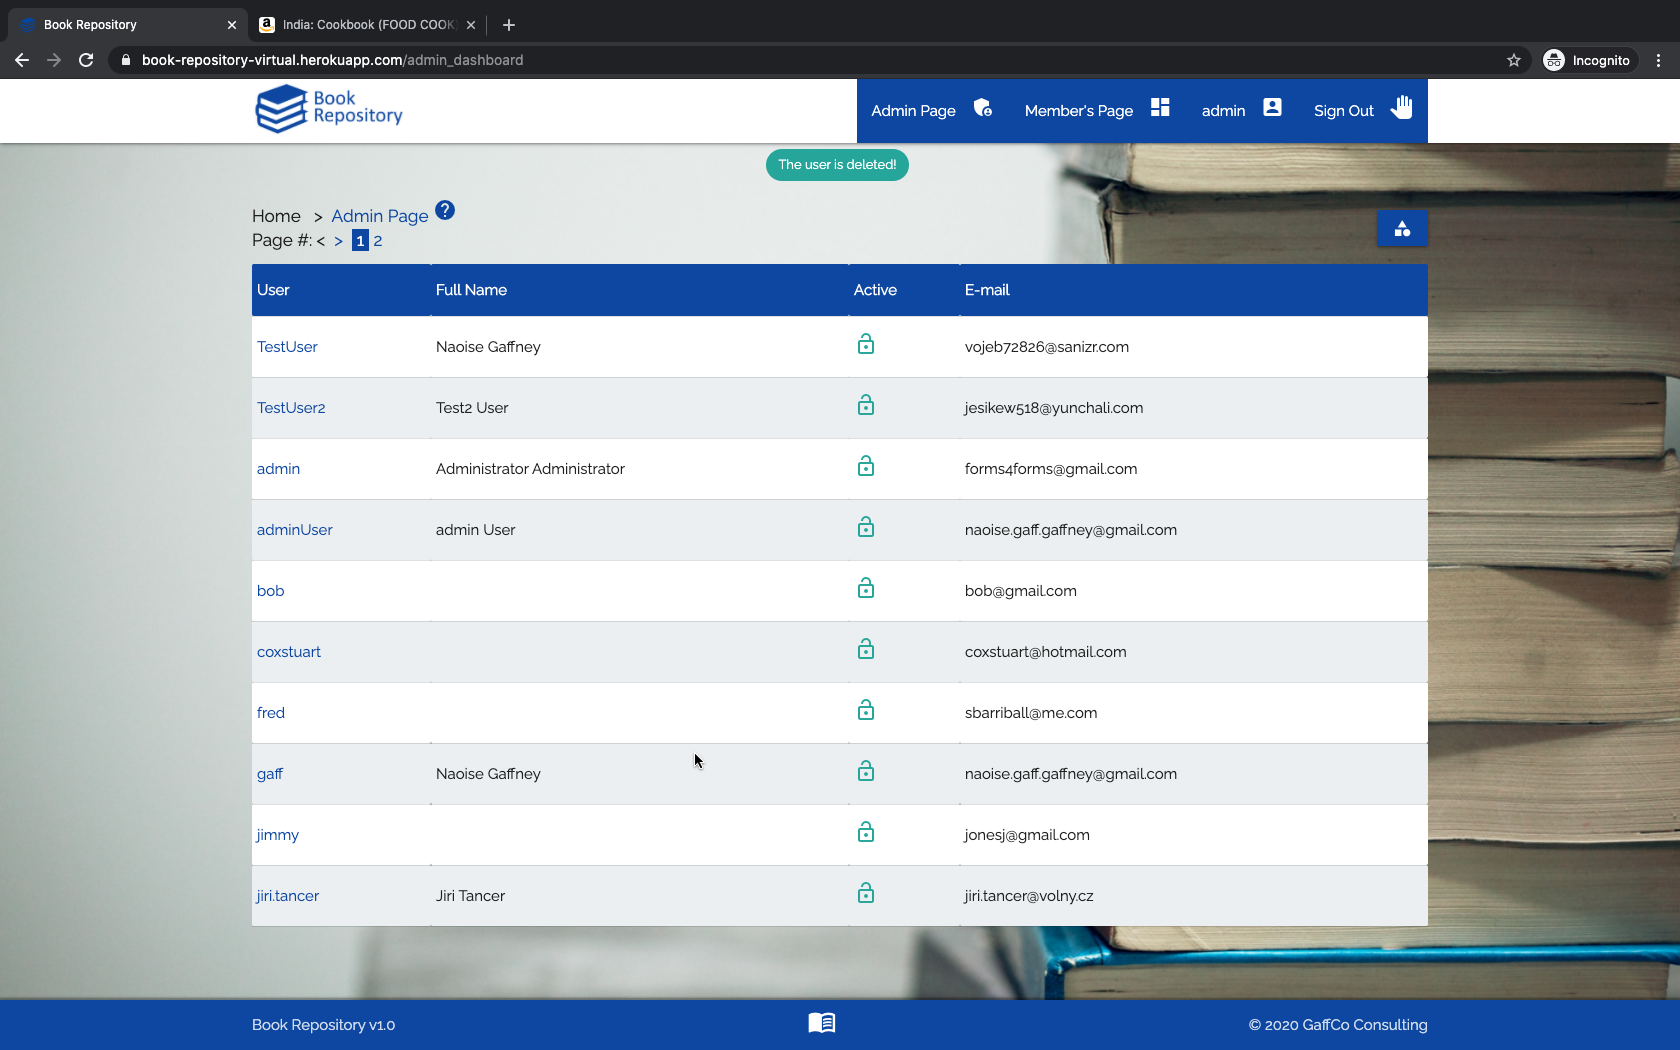 Book Repository
India: Cookbook (FOOD COOK
book-repository-virtual.herokuapp.com/admin_dashboard
Incognito
Book
Repository
Admin Page
Member's Page
admin
Sign Out
The user is deleted!
Home > Admin Page ?
Page #: < > 1 2
User Full Name Active E-mail
TestUser Naoise Gaffney vojeb72826@sanizr.com
TestUser2 Test2 User jesikew518@yunchali.com
admin Administrator Administrator forms4forms@gmail.com
adminUser admin User naoise.gaff.gaffney@gmail.com
bob bob@gmail.com
coxstuart coxstuart@hotmail.com
fred sbarriball@me.com
gaff Naoise Gaffney naoise.gaff.gaffney@gmail.com
jimmy jonesj@gmail.com
jiri.tancer Jiri Tancer jiri.tancer@volny.cz
Book Repository v1.0
© 2020 GaffCo Consulting